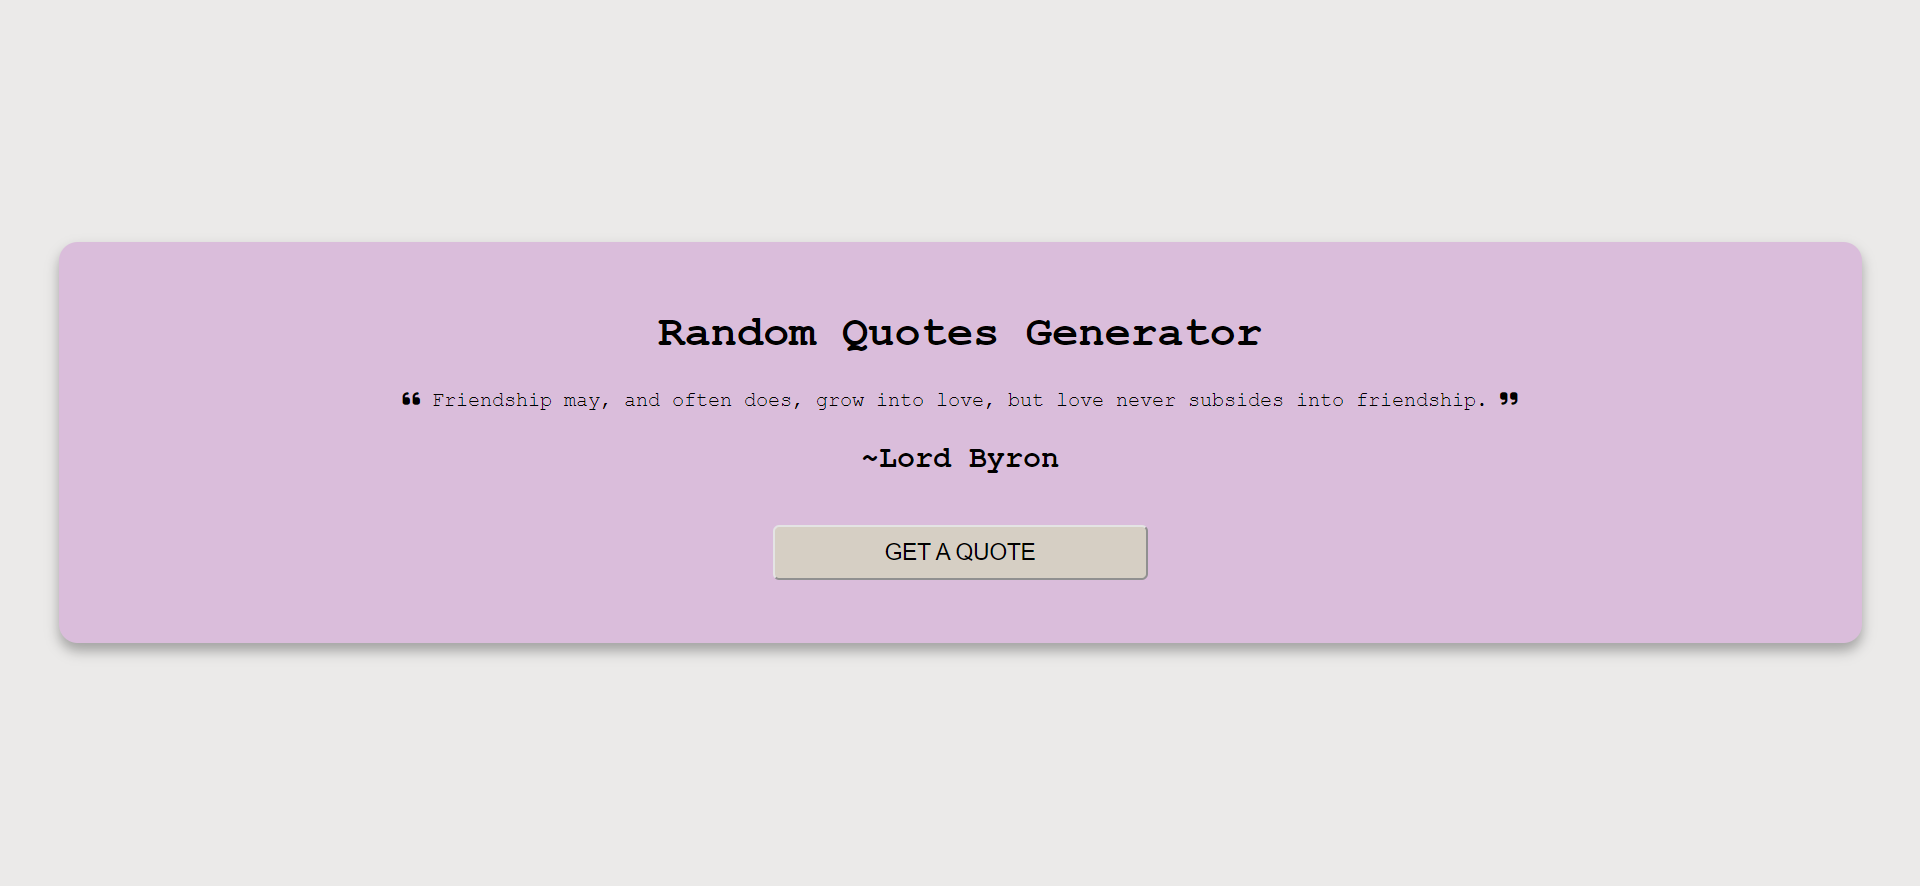 Random Quotes Generator
❝ Friendship may, and often does, grow into love, but love never subsides into friendship. ❞
~Lord Byron
GET A QUOTE